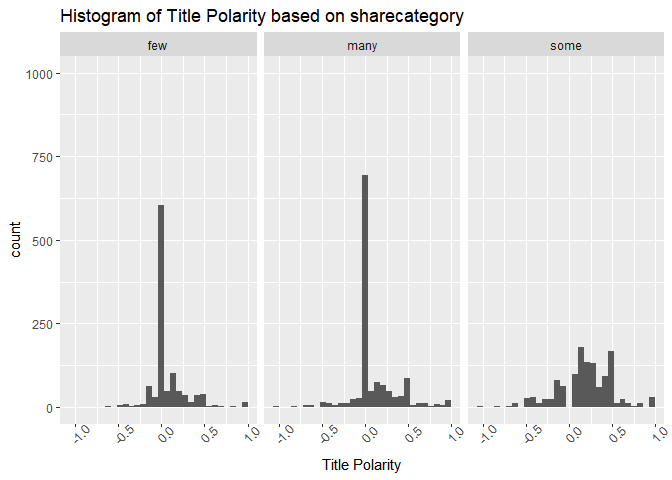 Histogram of Title Polarity based on sharecategory
few many some
1000
750
500
250
0
count
-1.0 -0.5 0.0 0.5 1.0 -1.0 -0.5 0.0 0.5 1.0 -1.0 -0.5 0.0 0.5 1.0
Title Polarity